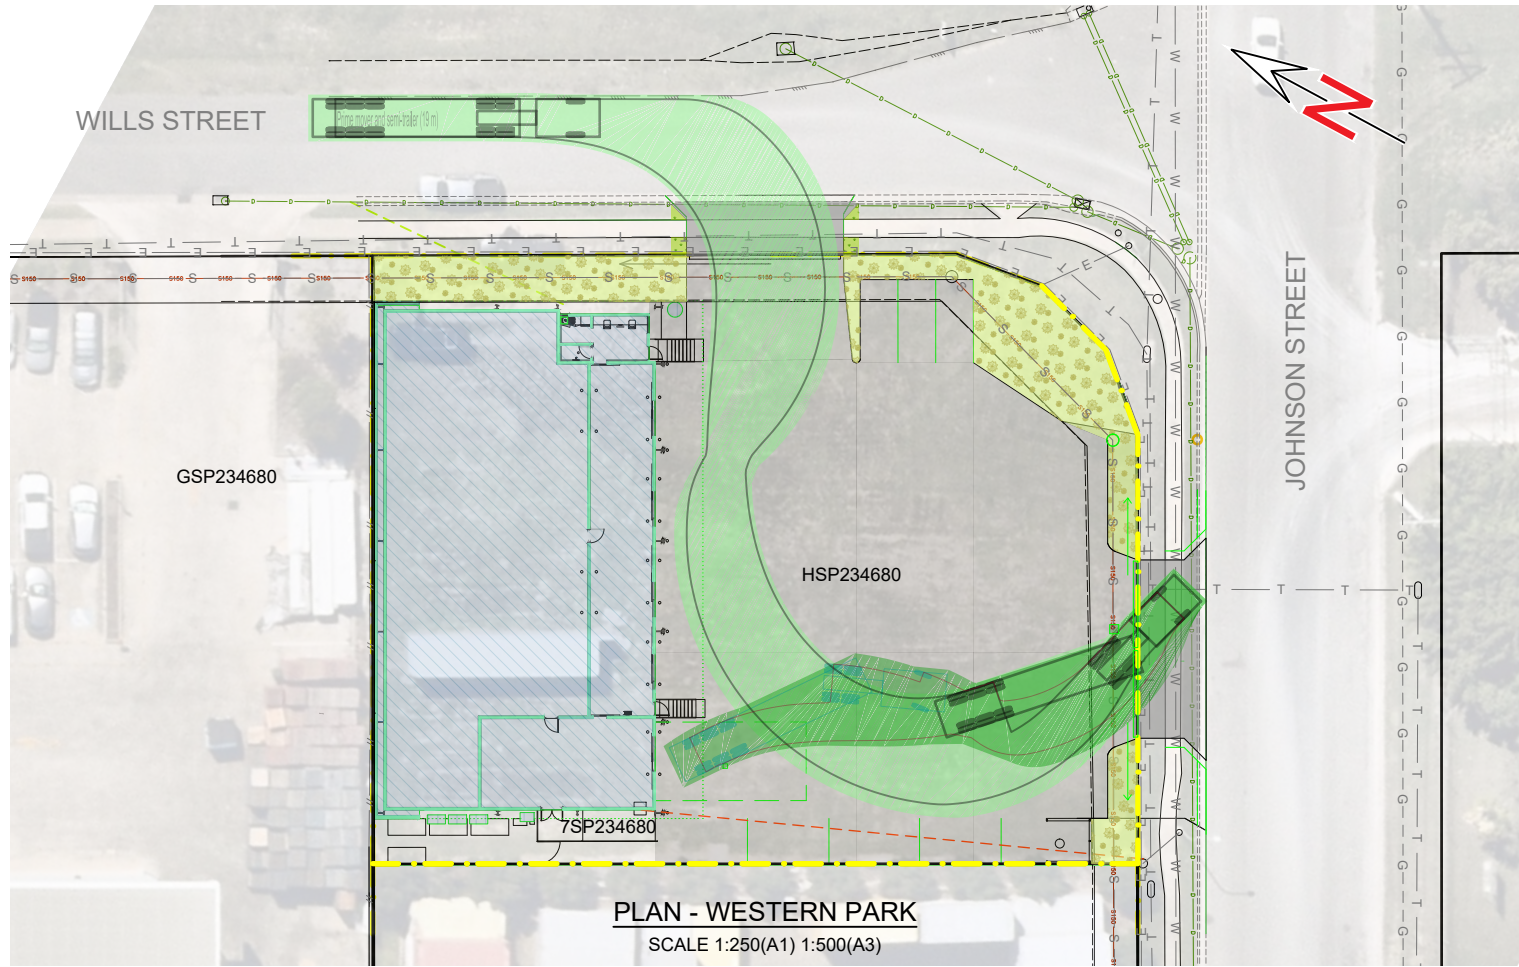 WILLS STREET
Prime mover and semi-trailer (19 m)
N
JOHNSON STREET
GSP234680
HSP234680
7SP234680
PLAN - WESTERN PARK
SCALE 1:250(A1) 1:500(A3)